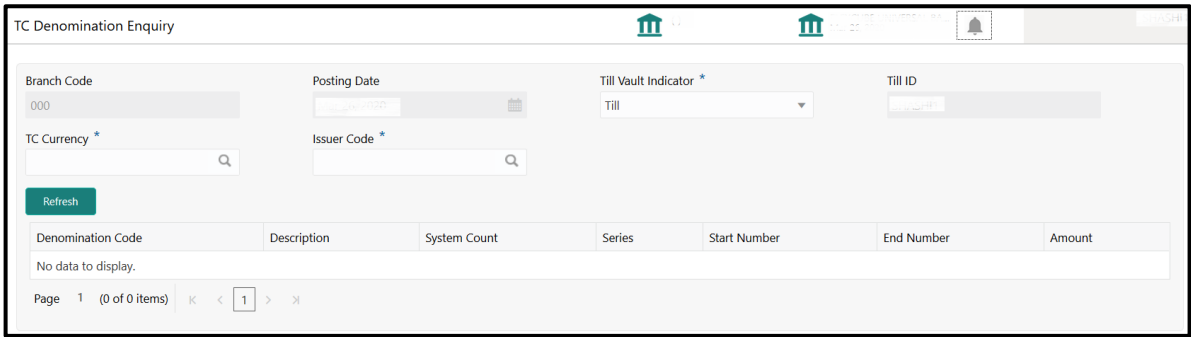 TC Denomination Enquiry
Branch Code Posting Date Till Vault Indicator * Till ID
000 Till
TC Currency * Issuer Code *
Refresh
Denomination Code Description System Count Series Start Number End Number Amount
No data to display.
Page 1 (0 of 0 items) 1